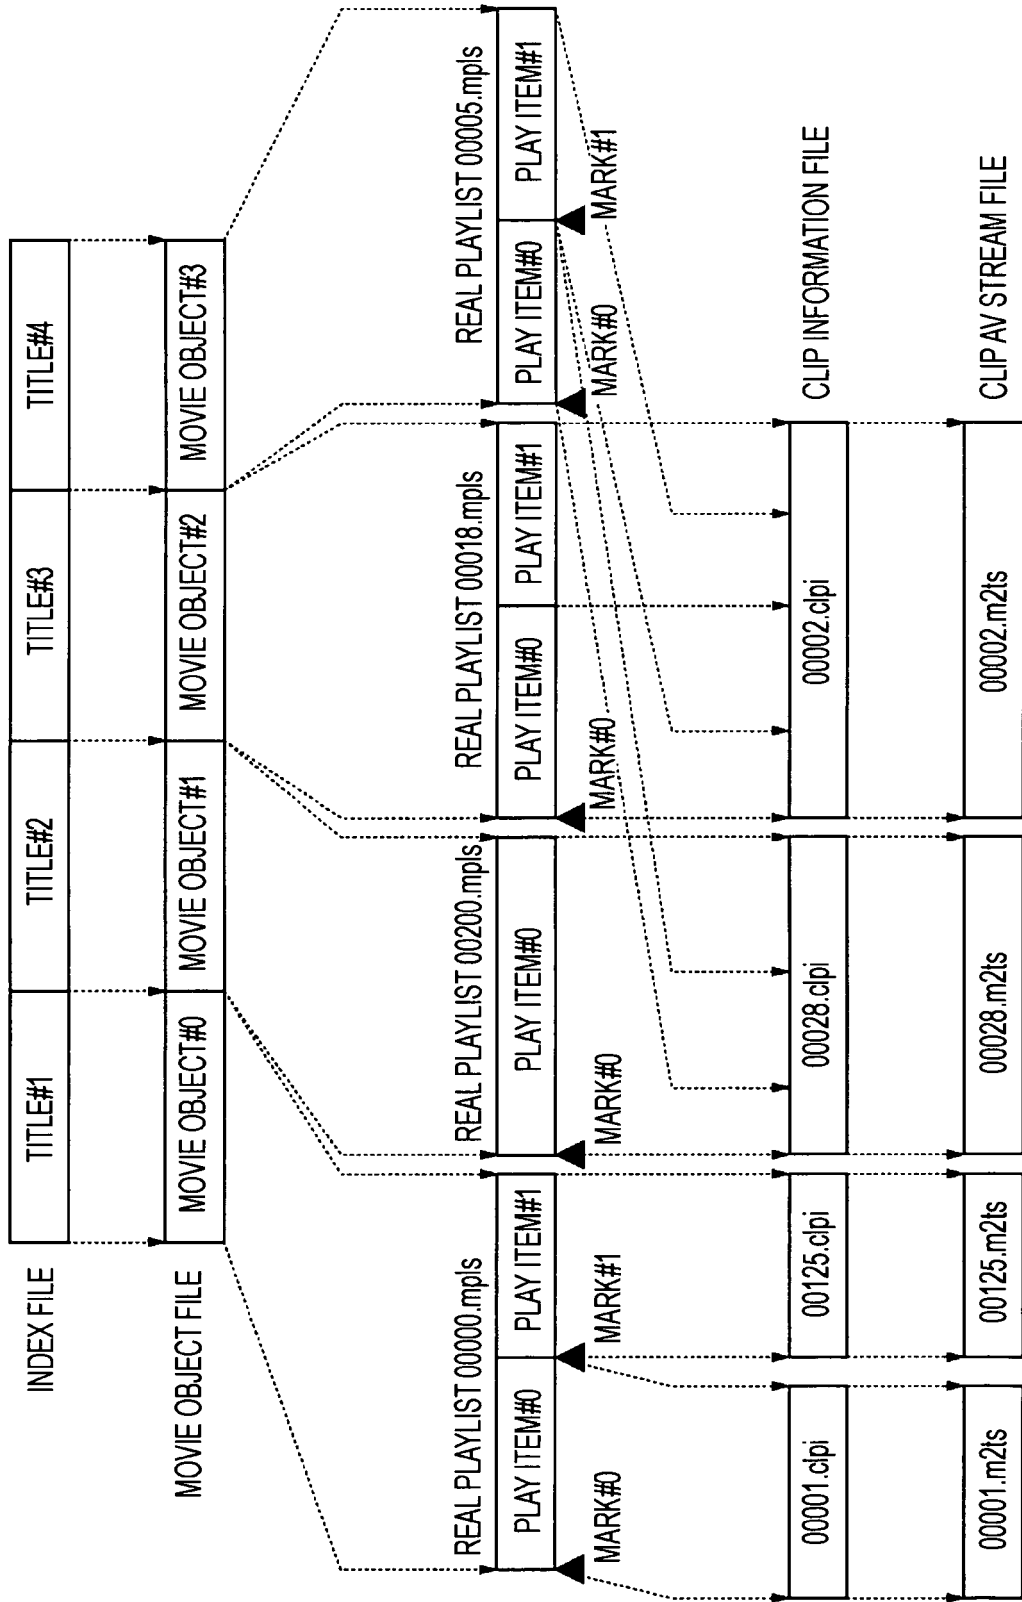 INDEX FILE
TITLE#1
TITLE#2
TITLE#3
TITLE#4
MOVIE OBJECT FILE
MOVIE OBJECT#0
MOVIE OBJECT#1
MOVIE OBJECT#2
MOVIE OBJECT#3
REAL PLAYLIST 00000.mpls
REAL PLAYLIST 00200.mpls
REAL PLAYLIST 00018.mpls
REAL PLAYLIST 00005.mpls
PLAY ITEM#0
PLAY ITEM#1
PLAY ITEM#0
PLAY ITEM#0
PLAY ITEM#1
PLAY ITEM#0
PLAY ITEM#1
MARK#0
MARK#1
MARK#0
MARK#0
MARK#0
MARK#1
00001.clpi
00125.clpi
00028.clpi
00002.clpi
CLIP INFORMATION FILE
00001.m2ts
00125.m2ts
00028.m2ts
00002.m2ts
CLIP AV STREAM FILE